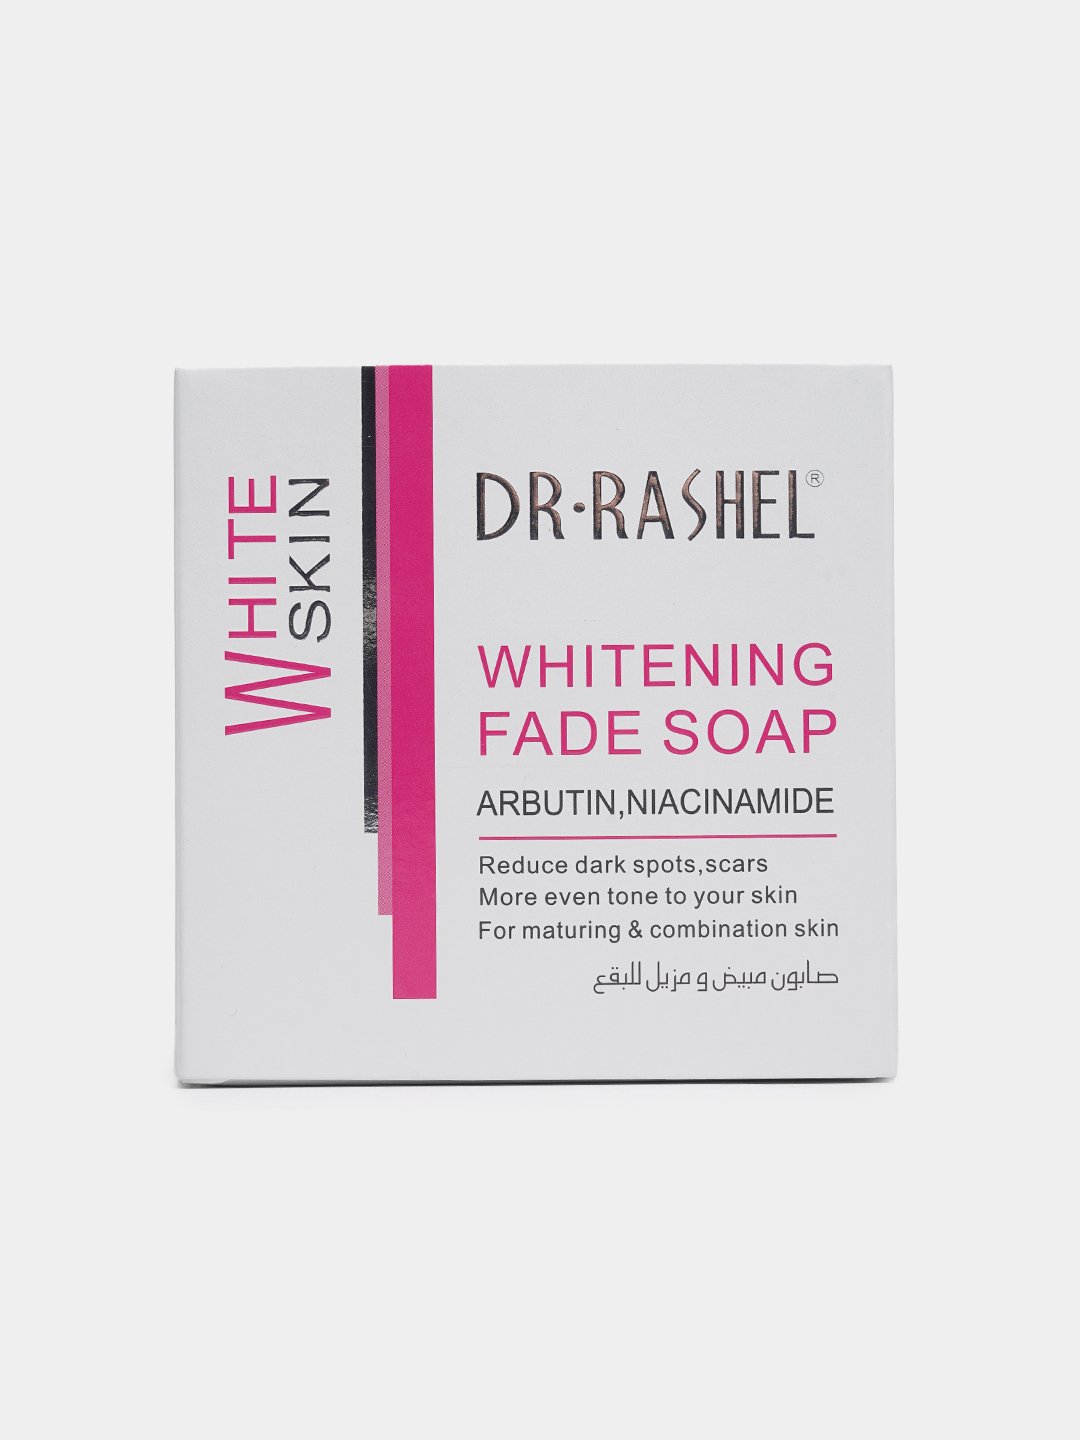 WHITE
SKIN
DR·RASHEL®
WHITENING
FADE SOAP
ARBUTIN,NIACINAMIDE
Reduce dark spots,scars
More even tone to your skin
For maturing & combination skin
صابون مبيض و مزيل للبقع